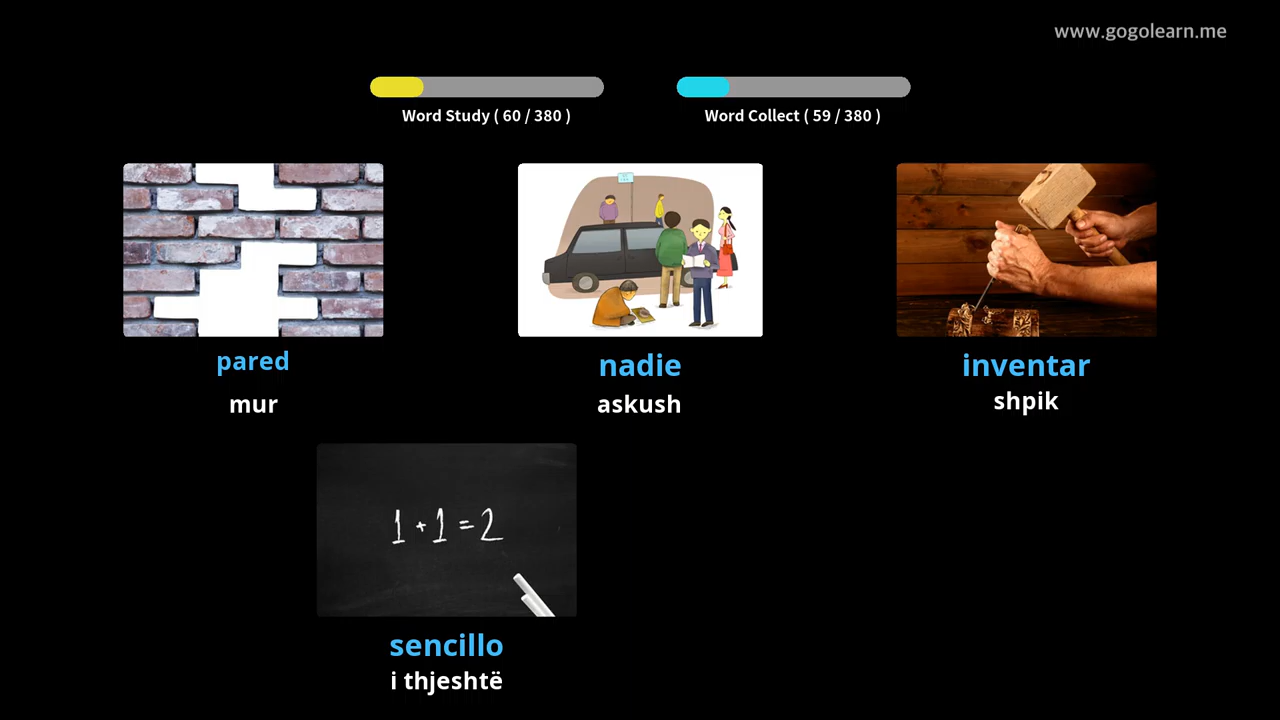 www.gogolearn.me
Word Study ( 60 / 380 )
Word Collect ( 59 / 380 )
pared
mur
nadie
askush
inventar
shpik
1 + 1 = 2
sencillo
i thjeshtë